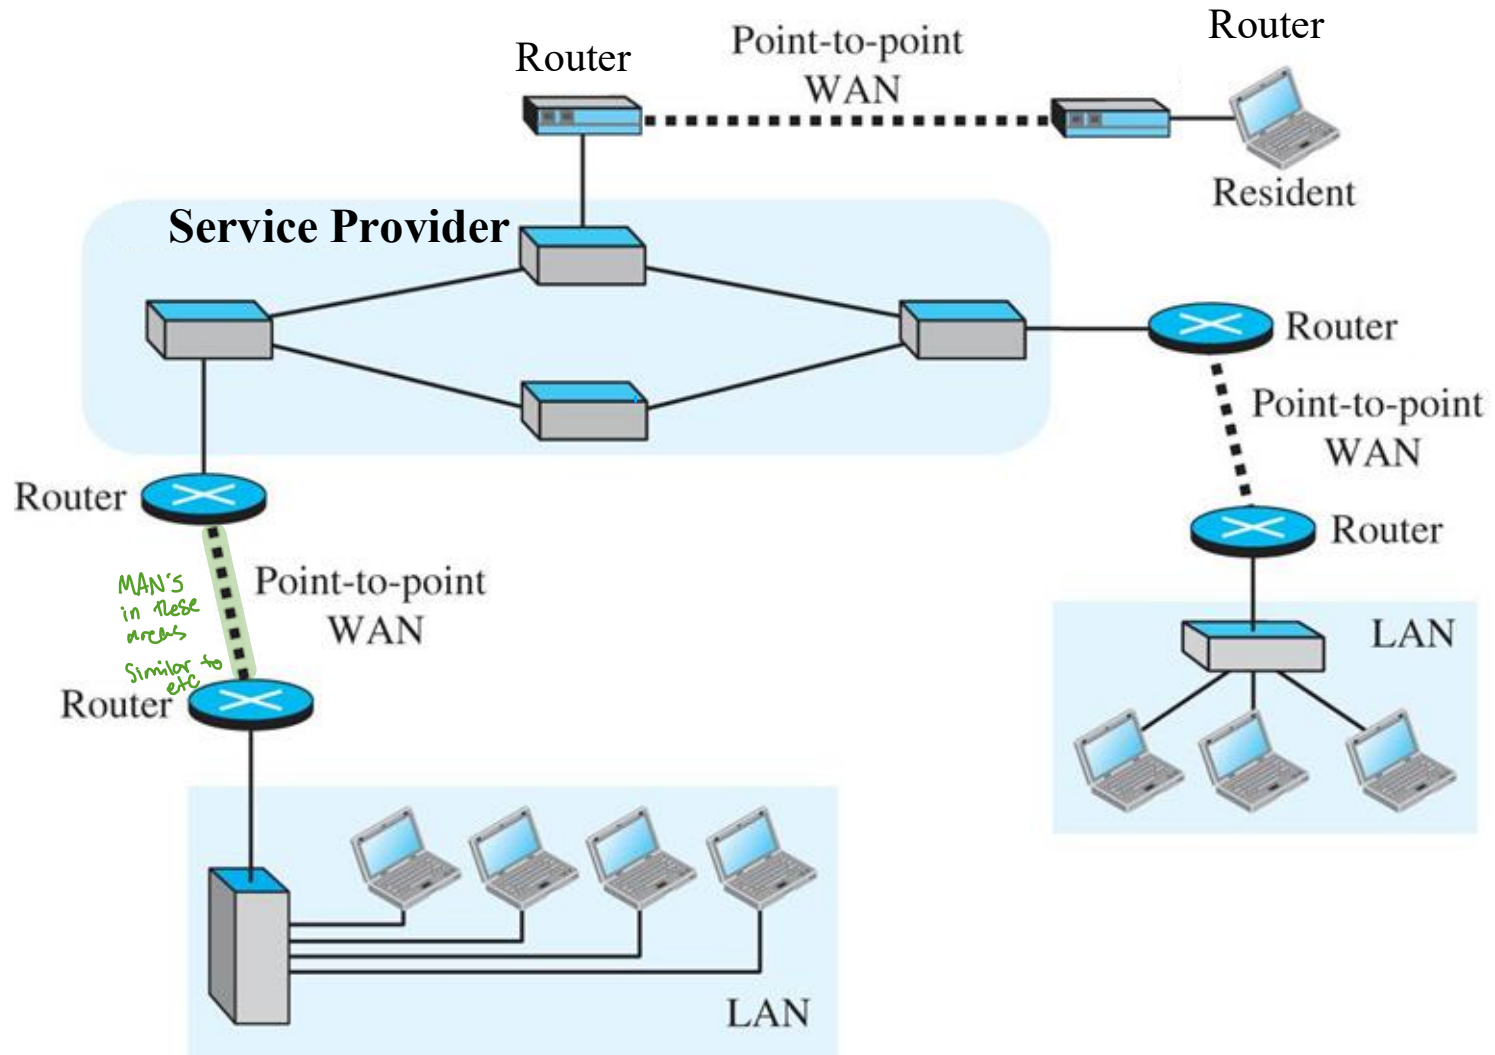 Router
Point-to-point
WAN
Router
Resident
Service Provider
Router
Point-to-point
WAN
Router
Router
MAN'S
in these
areas
Similar to
etc
Point-to-point
WAN
Router
LAN
LAN